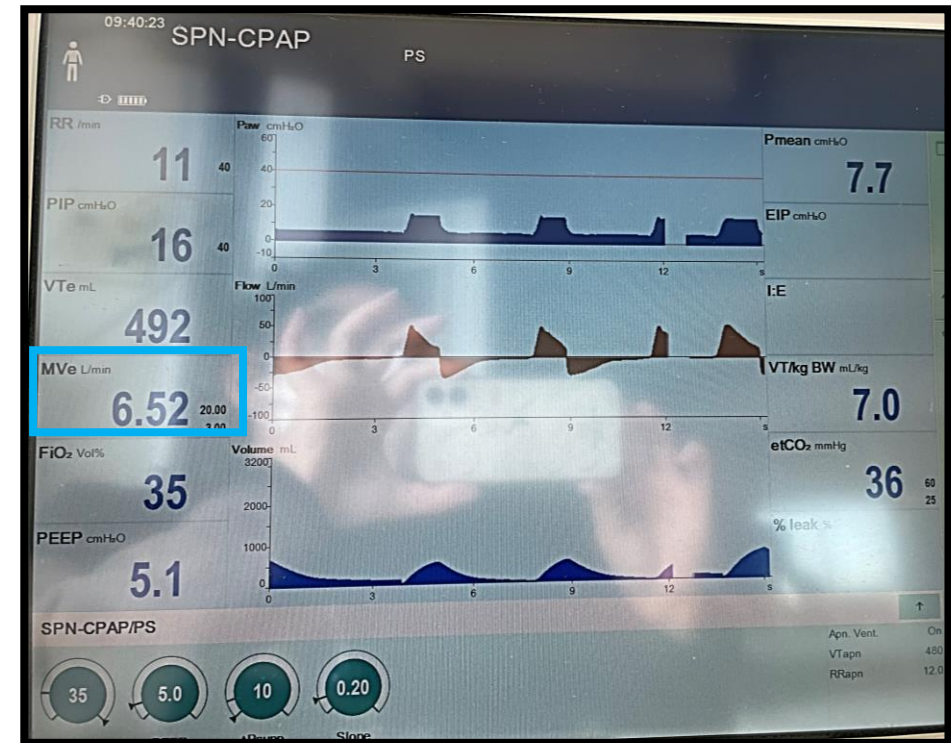 09:40:23
SPN-CPAP
PS
RR /min
11 40
PIP cmH₂O
16 40
VTe mL
492
MVe L/min
6.52 20.00
3.00
FiO₂ Vol%
35
PEEP cmH₂O
5.1
Paw cmH₂O
60
40
20
0
-10
0 3 6 9 12 s
Flow L/min
100
50
0
-50
-100
0 3 6 9 12 s
Volume mL
3200
2000
1000
0
0 3 6 9 12 s
Pmean cmH₂O
7.7
EIP cmH₂O
I:E
VT/kg BW mL/kg
7.0
etCO₂ mmHg
36 60
25
% leak %
SPN-CPAP/PS
35 5.0 10 0.20
Slope
Apn. Vent. On
VTapn 480
RRapn 12.0